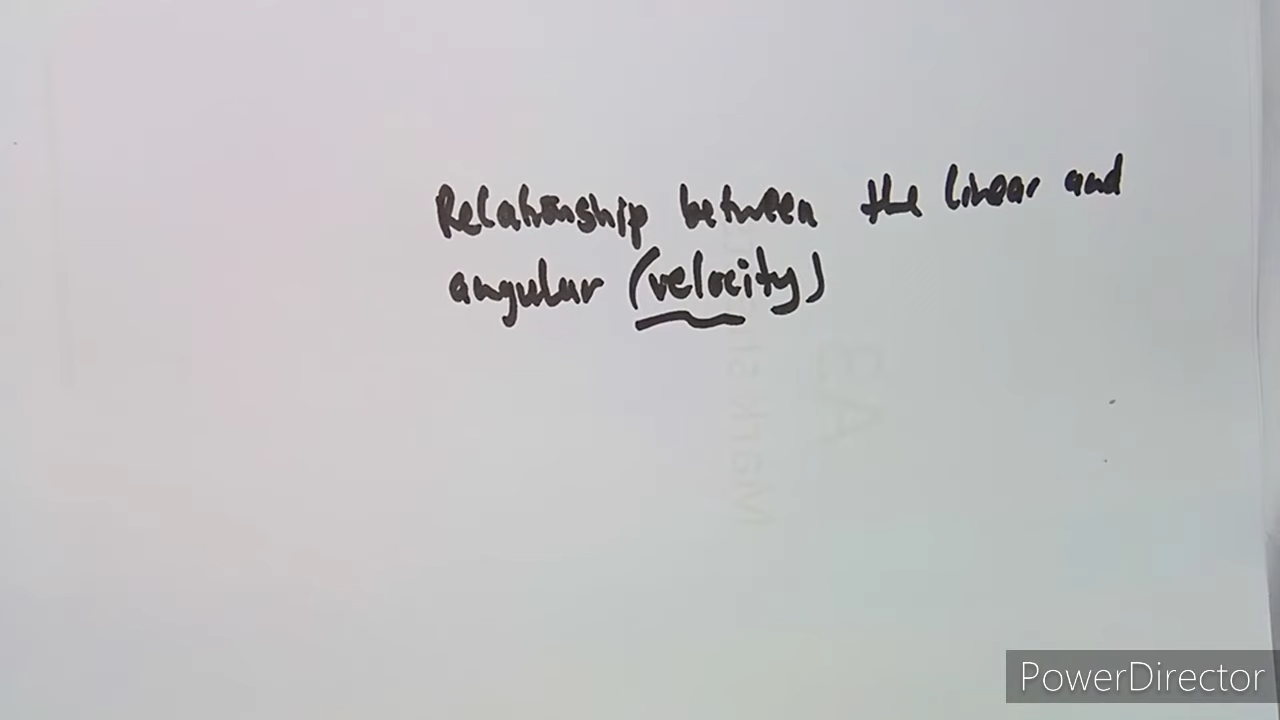 Relationship between the linear and
angular (velocity)
PowerDirector